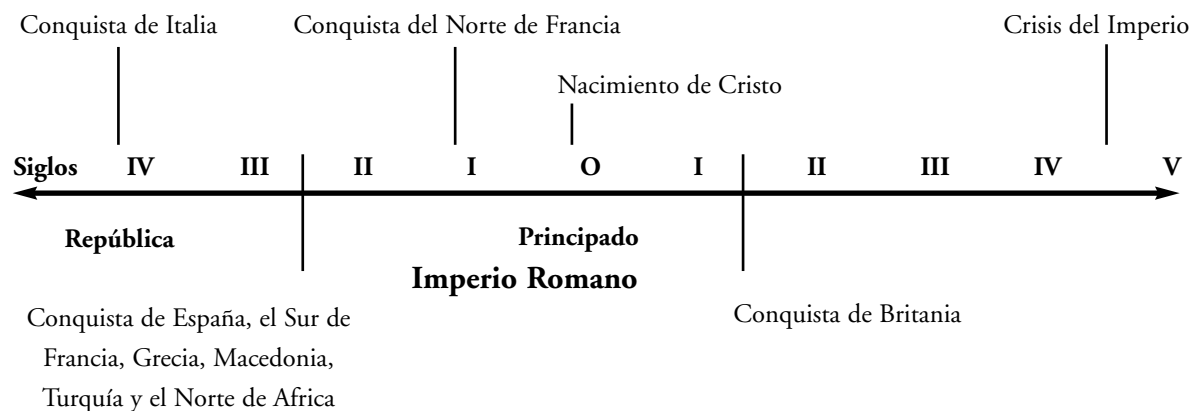 Conquista de Italia
Conquista del Norte de Francia
Crisis del Imperio
Nacimiento de Cristo
Siglos IV III II I O I II III IV V
República
Principado
Imperio Romano
Conquista de España, el Sur de
Francia, Grecia, Macedonia,
Turquía y el Norte de Africa
Conquista de Britania